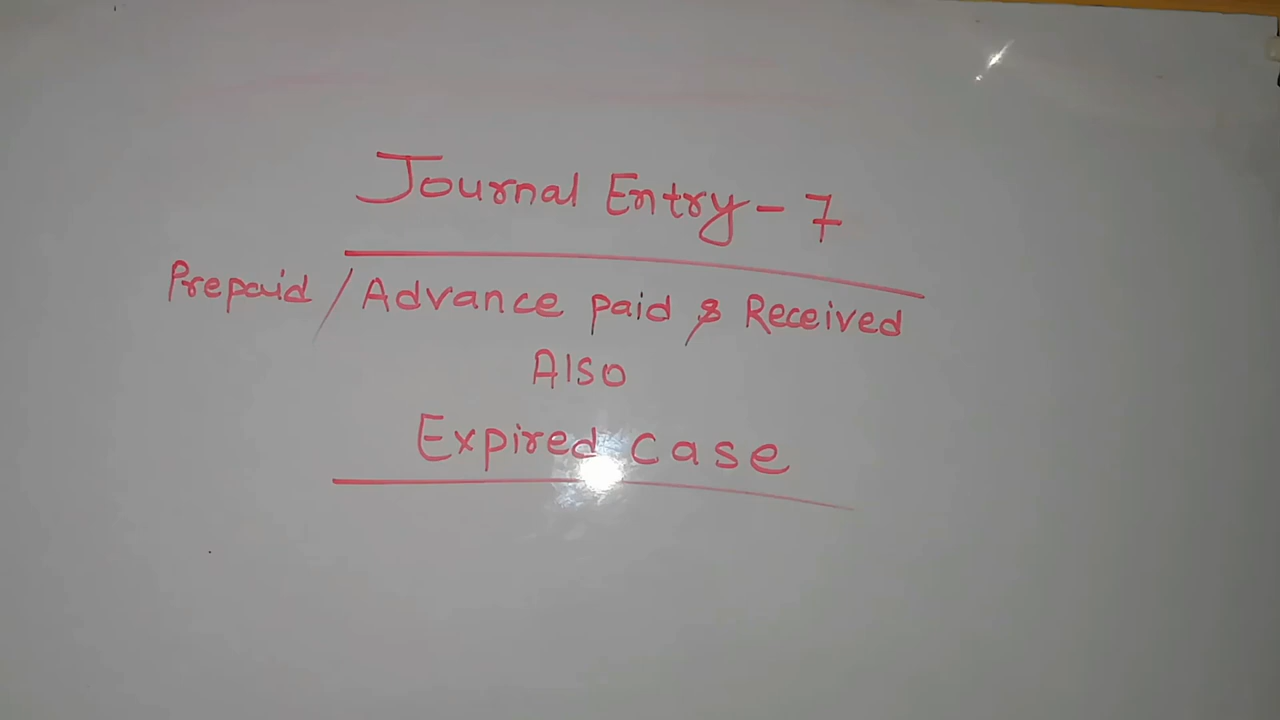 Journal Entry - 7
Prepaid / Advance paid & Received
Also
Expired case